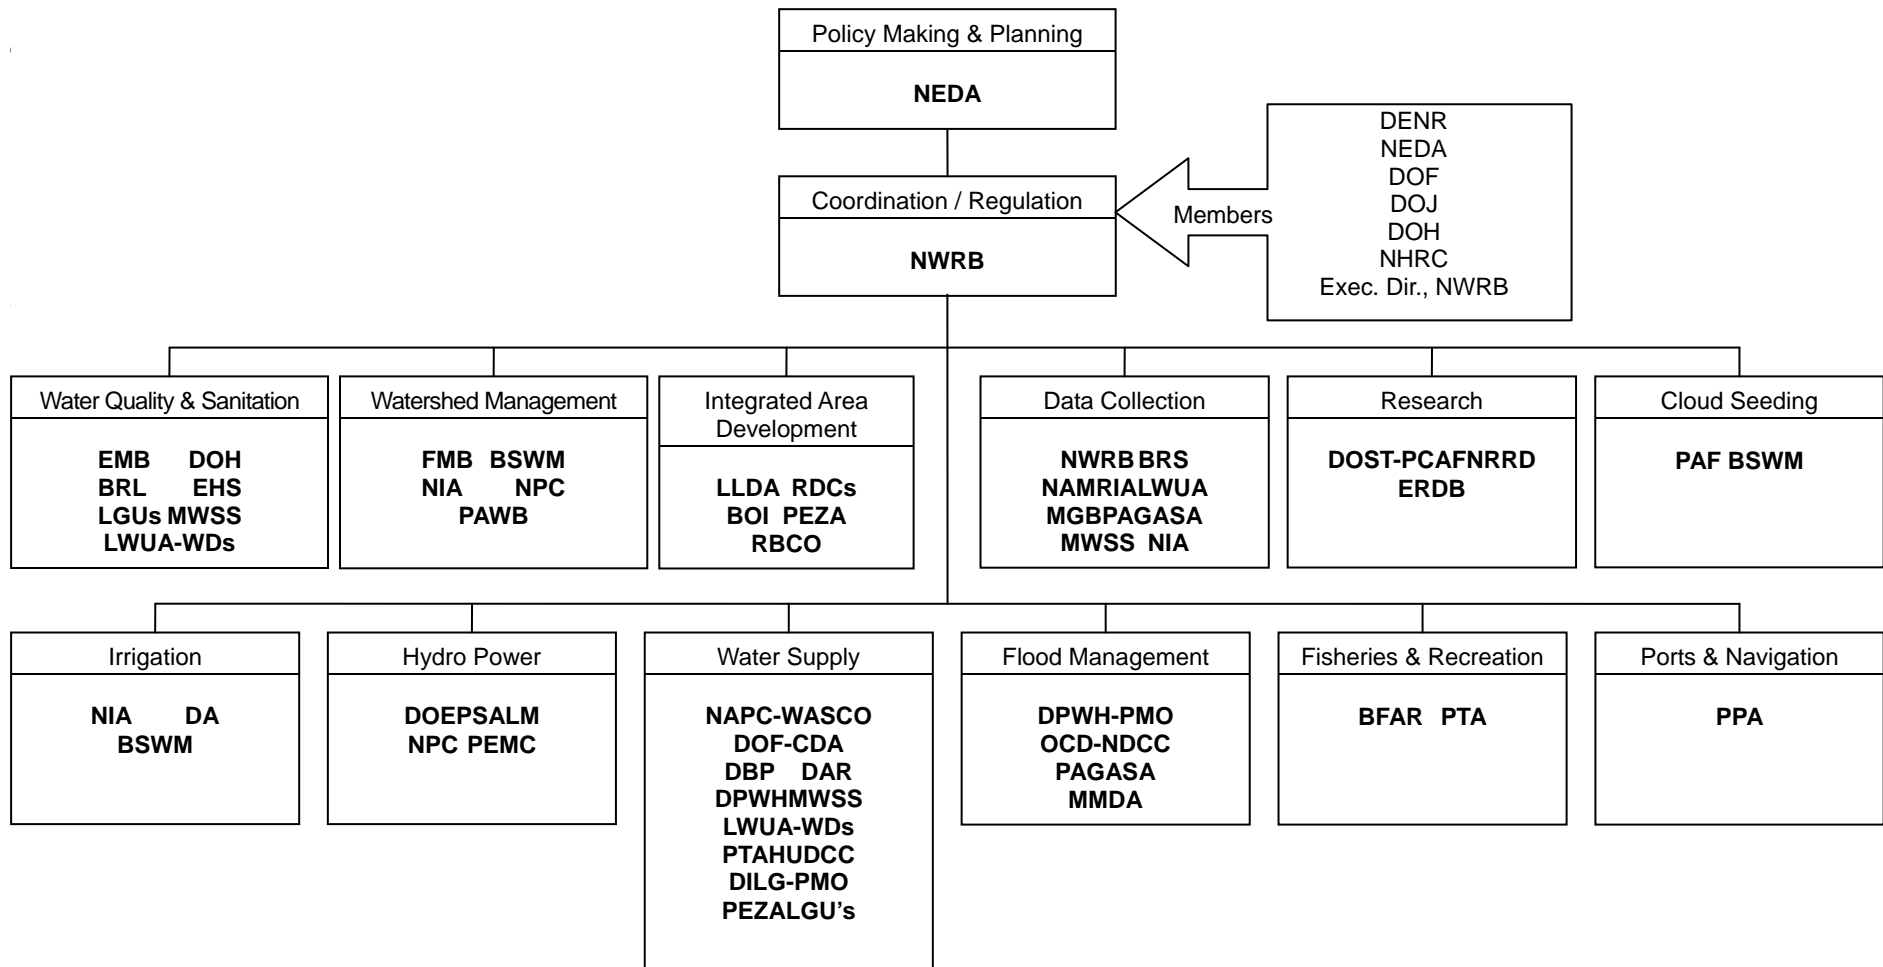 Policy Making & Planning
NEDA
Coordination / Regulation
NWRB
Members
DENR
NEDA
DOF
DOJ
DOH
NHRC
Exec. Dir., NWRB
Water Quality & Sanitation
EMB DOH
BRL EHS
LGUs MWSS
LWUA-WDs
Watershed Management
FMB BSWM
NIA NPC
PAWB
Integrated Area
Development
LLDA RDCs
BOI PEZA
RBCO
Data Collection
NWRB BRS
NAMRIALWUA
MGBPAGASA
MWSS NIA
Research
DOST-PCAFNRRD
ERDB
Cloud Seeding
PAF BSWM
Irrigation
NIA DA
BSWM
Hydro Power
DOEPSALM
NPC PEMC
Water Supply
NAPC-WASCO
DOF-CDA
DBP DAR
DPWHMWSS
LWUA-WDs
PTAHUDCC
DILG-PMO
PEZALGU's
Flood Management
DPWH-PMO
OCD-NDCC
PAGASA
MMDA
Fisheries & Recreation
BFAR PTA
Ports & Navigation
PPA